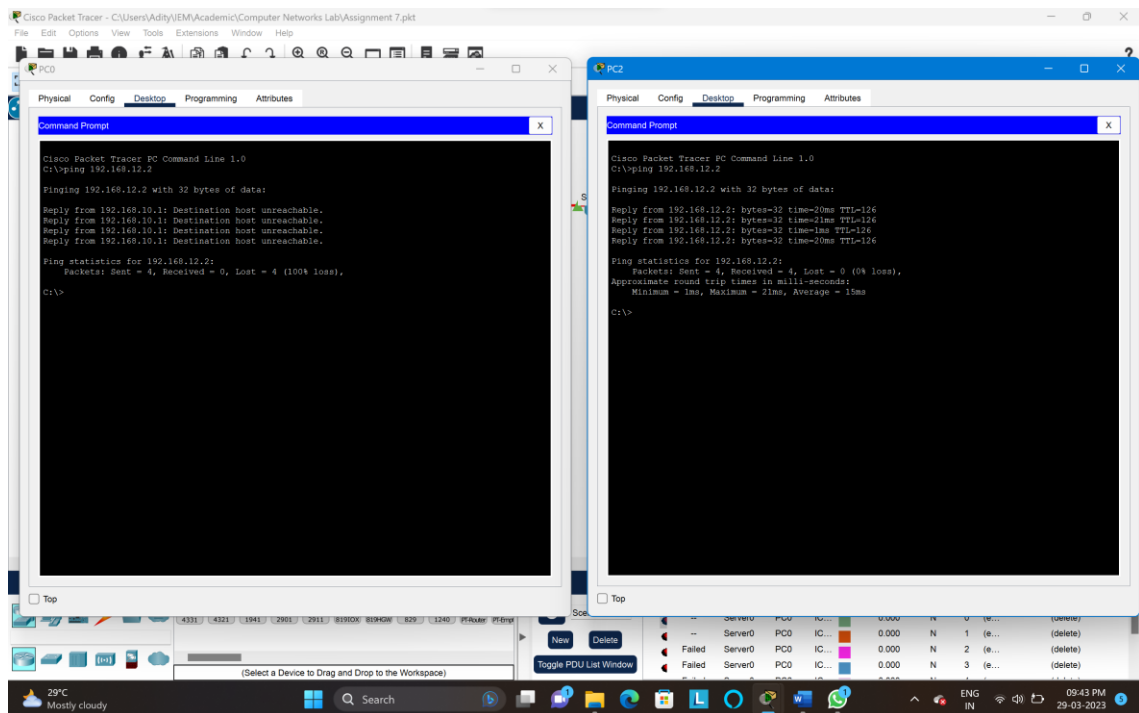 Cisco Packet Tracer - C:\Users\Adity\IEM\Academic\Computer Networks Lab\Assignment 7.pkt
File Edit Options View Tools Extensions Window Help
?
PC0
Physical Config Desktop Programming Attributes
Command Prompt X
Cisco Packet Tracer PC Command Line 1.0
C:\>ping 192.168.12.2
Pinging 192.168.12.2 with 32 bytes of data:
Reply from 192.168.10.1: Destination host unreachable.
Reply from 192.168.10.1: Destination host unreachable.
Reply from 192.168.10.1: Destination host unreachable.
Reply from 192.168.10.1: Destination host unreachable.
Ping statistics for 192.168.12.2:
Packets: Sent = 4, Received = 0, Lost = 4 (100% loss),
C:\>
Top
PC2
Physical Config Desktop Programming Attributes
Command Prompt X
Cisco Packet Tracer PC Command Line 1.0
C:\>ping 192.168.12.2
Pinging 192.168.12.2 with 32 bytes of data:
Reply from 192.168.12.2: bytes=32 time=20ms TTL=126
Reply from 192.168.12.2: bytes=32 time=21ms TTL=126
Reply from 192.168.12.2: bytes=32 time=1ms TTL=126
Reply from 192.168.12.2: bytes=32 time=20ms TTL=126
Ping statistics for 192.168.12.2:
Packets: Sent = 4, Received = 4, Lost = 0 (0% loss),
Approximate round trip times in milli-seconds:
Minimum = 1ms, Maximum = 21ms, Average = 15ms
C:\>
Top
4331 4321 1941 2901 2911 819IOX 819HGW 829 1240 PT-Router PT-Empt
(Select a Device to Drag and Drop to the Workspace)
New Delete
Toggle PDU List Window
-- Server0 PC0 IC... 0.000 N 0 (e... (delete)
-- Server0 PC0 IC... 0.000 N 1 (e... (delete)
Failed Server0 PC0 IC... 0.000 N 2 (e... (delete)
Failed Server0 PC0 IC... 0.000 N 3 (e... (delete)
29°C
Mostly cloudy
Search
ENG
IN
09:43 PM
29-03-2023
5